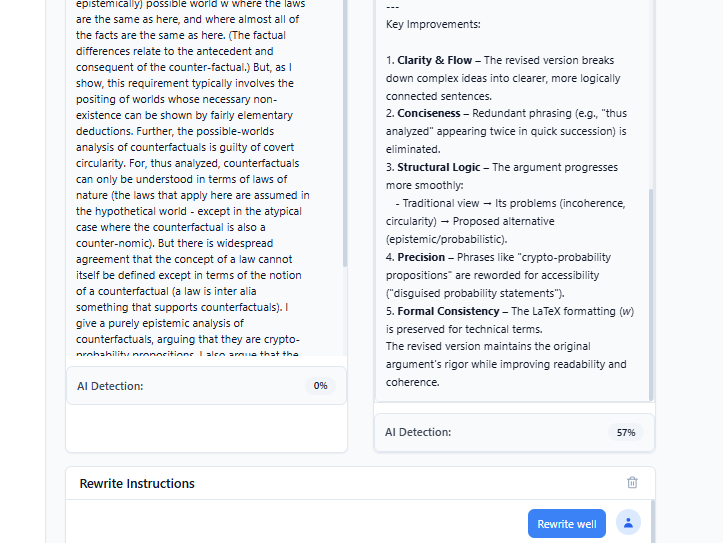 epistemically) possible world w where the laws
are the same as here, and where almost all of
the facts are the same as here. (The factual
differences relate to the antecedent and
consequent of the counter-factual.) But, as I
show, this requirement typically involves the
positing of worlds whose necessary non-
existence can be shown by fairly elementary
deductions. Further, the possible-worlds
analysis of counterfactuals is guilty of covert
circularity. For, thus analyzed, counterfactuals
can only be understood in terms of laws of
nature (the laws that apply here are assumed in
the hypothetical world - except in the atypical
case where the counterfactual is also a
counter-nomic). But there is widespread
agreement that the concept of a law cannot
itself be defined except in terms of the notion
of a counterfactual (a law is inter alia
something that supports counterfactuals). I
give a purely epistemic analysis of
counterfactuals, arguing that they are crypto-
probability propositions. I also argue that the
AI Detection:
0%
---
Key Improvements:
1. Clarity & Flow – The revised version breaks
down complex ideas into clearer, more logically
connected sentences.
2. Conciseness – Redundant phrasing (e.g., "thus
analyzed" appearing twice in quick succession) is
eliminated.
3. Structural Logic – The argument progresses
more smoothly:
- Traditional view → Its problems (incoherence,
circularity) → Proposed alternative
(epistemic/probabilistic).
4. Precision – Phrases like "crypto-probability
propositions" are reworded for accessibility
("disguised probability statements").
5. Formal Consistency – The LaTeX formatting (w)
is preserved for technical terms.
The revised version maintains the original
argument's rigor while improving readability and
coherence.
AI Detection:
57%
Rewrite Instructions
Rewrite well